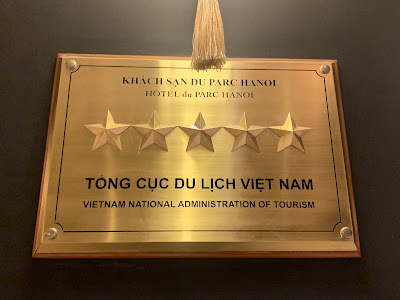 KHÁCH SẠN DU PARC HANOI
HOTEL du PARC HANOÏ
TỔNG CỤC DU LỊCH VIỆT NAM
VIETNAM NATIONAL ADMINISTRATION OF TOURISM